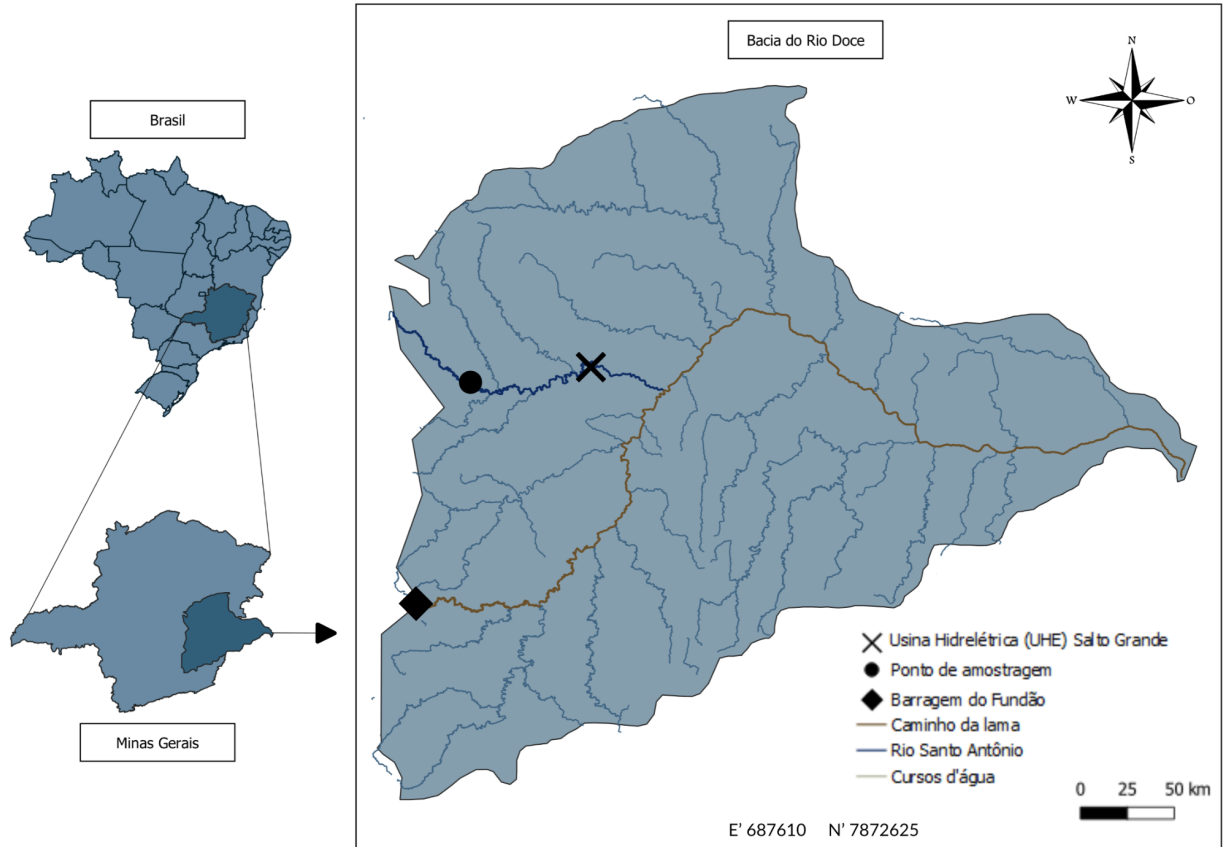 Brasil
Minas Gerais
Bacia do Rio Doce
N
W
O
S
Usina Hidrelétrica (UHE) Salto Grande
Ponto de amostragem
Barragem do Fundão
Caminho da lama
Rio Santo Antônio
Cursos d'água
0 25 50 km
E' 687610 N' 7872625